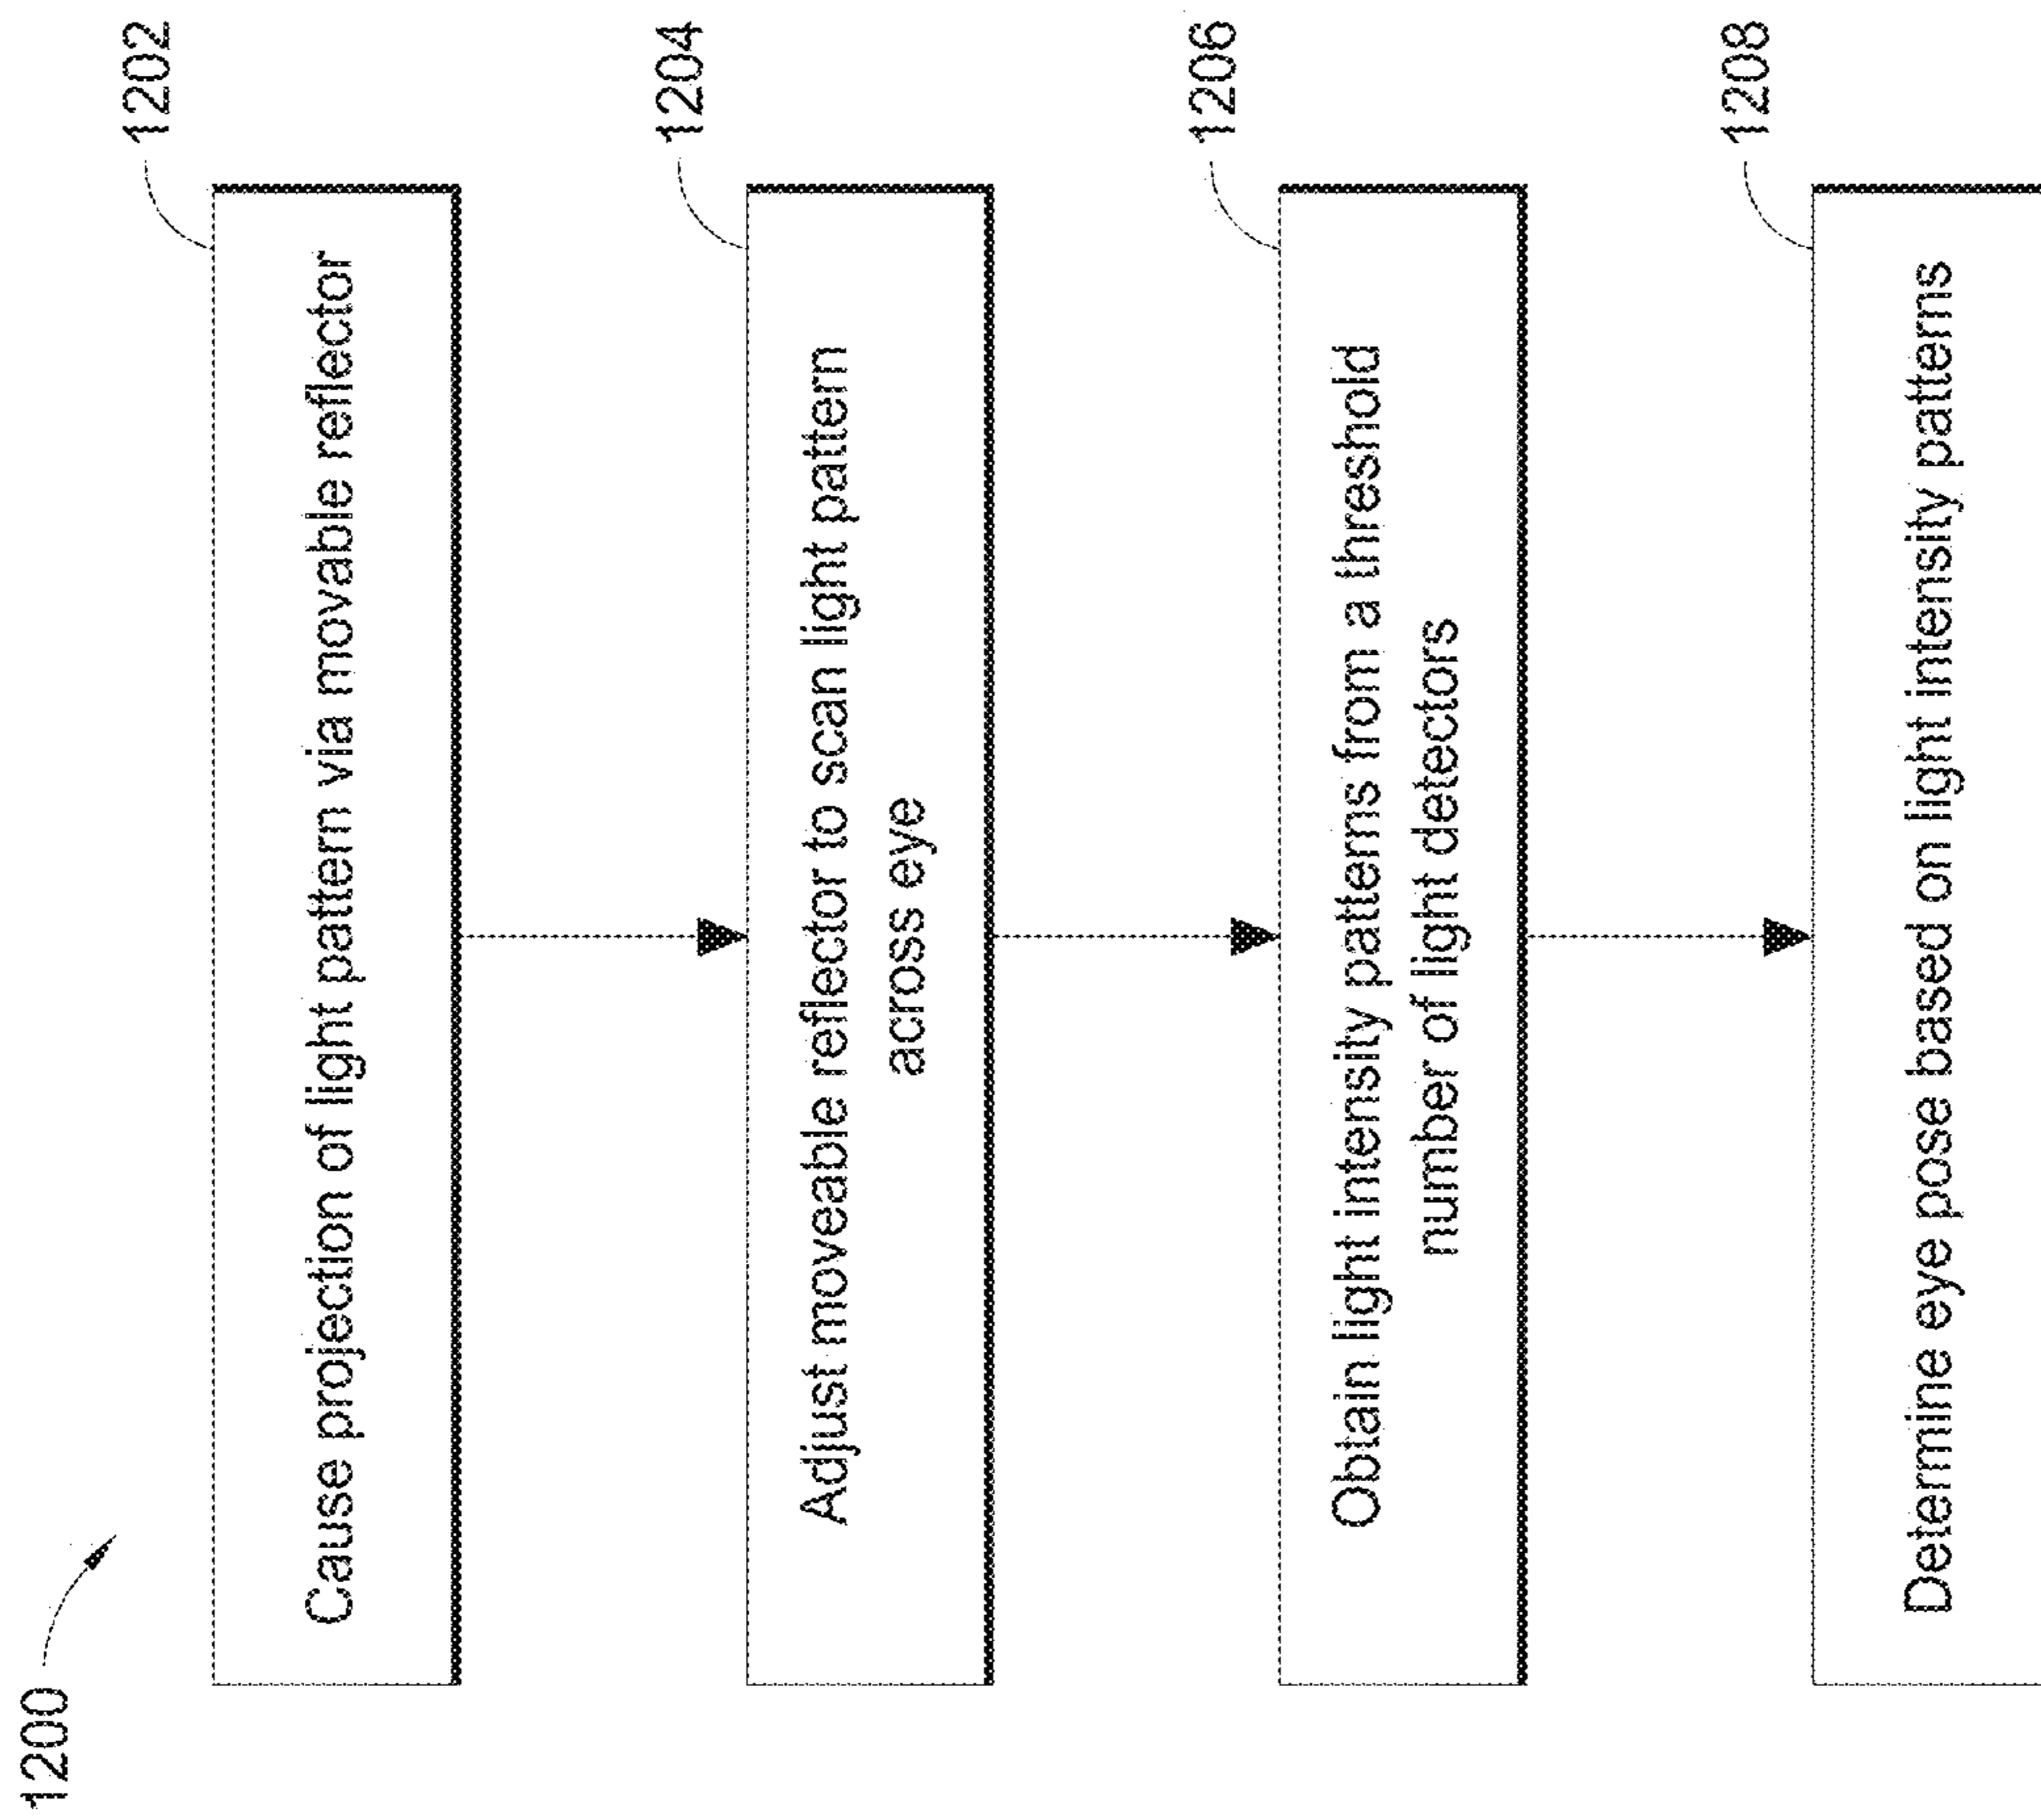 1200
1202
Cause projection of light pattern via movable reflector
1204
Adjust moveable reflector to scan light pattern
across eye
1206
Obtain light intensity patterns from a threshold
number of light detectors
1208
Determine eye pose based on light intensity patterns